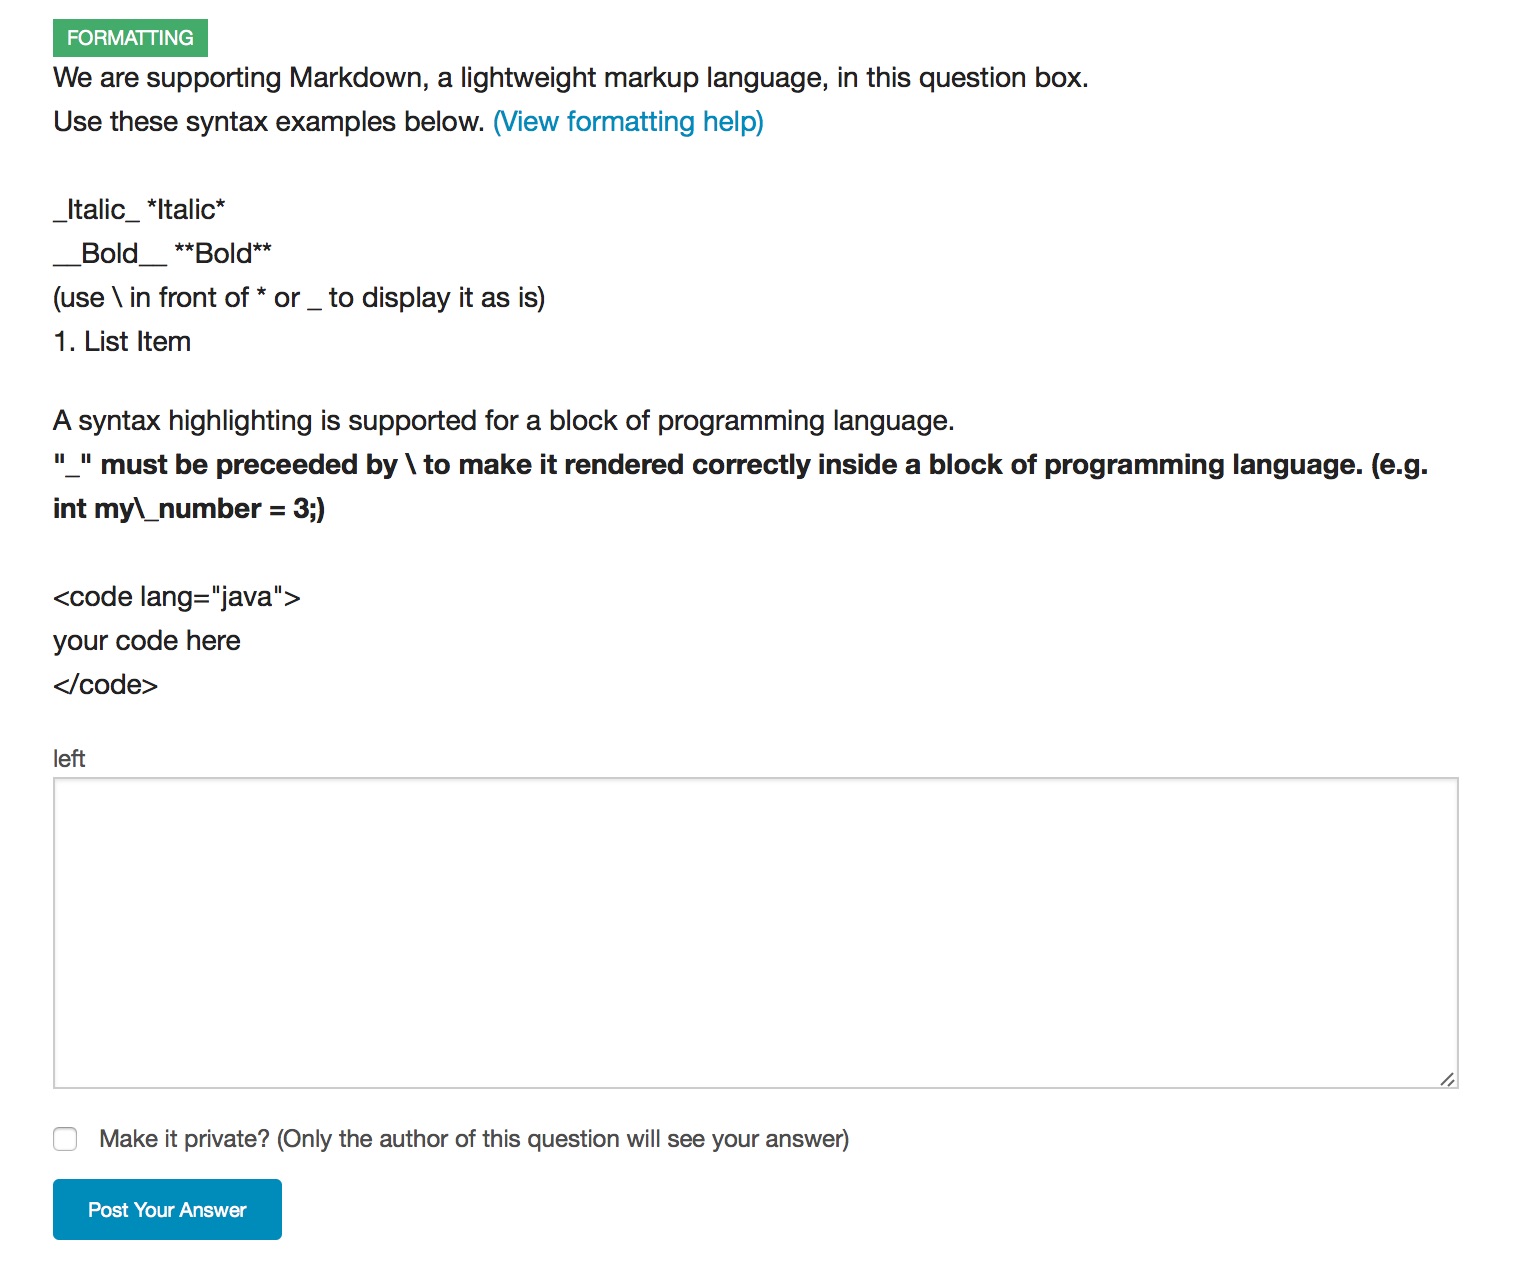 FORMATTING
We are supporting Markdown, a lightweight markup language, in this question box.
Use these syntax examples below. (View formatting help)
_Italic_ *Italic*
__Bold__ **Bold**
(use \ in front of * or _ to display it as is)
1. List Item
A syntax highlighting is supported for a block of programming language.
"_" must be preceeded by \ to make it rendered correctly inside a block of programming language. (e.g.
int my\_number = 3;)
<code lang="java">
your code here
</code>
left
Make it private? (Only the author of this question will see your answer)
Post Your Answer